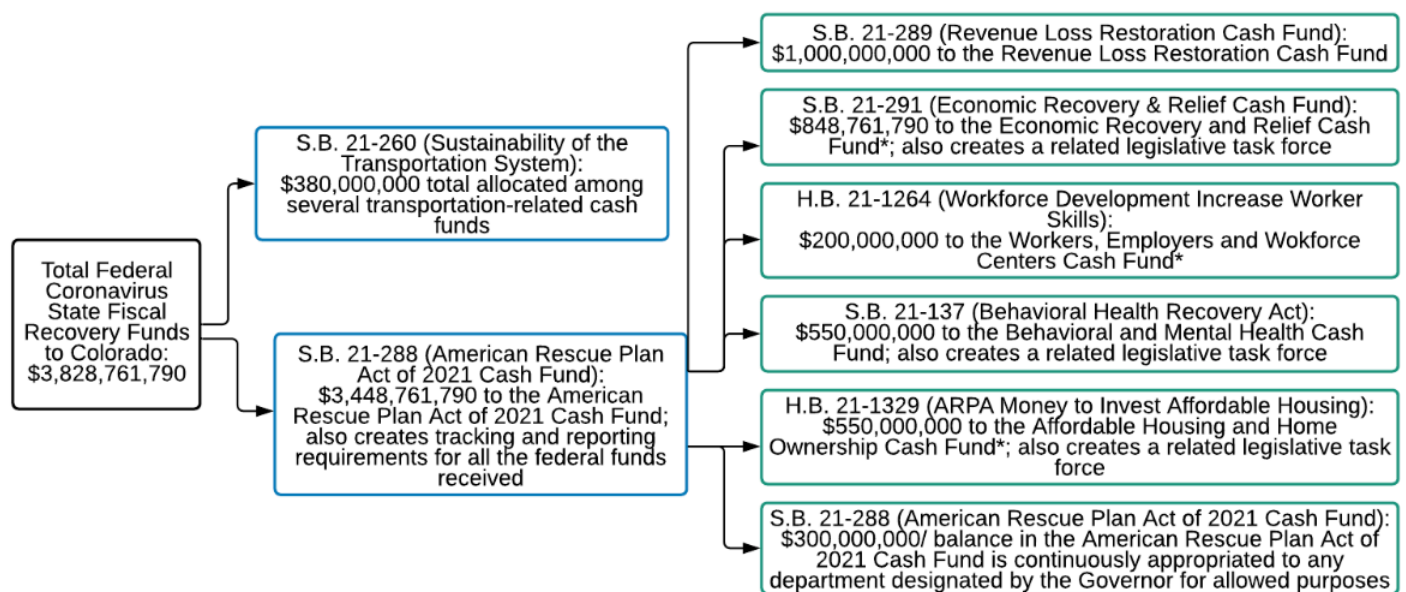 Total Federal
Coronavirus
State Fiscal
Recovery Funds
to Colorado:
$3,828,761,790
S.B. 21-260 (Sustainability of the
Transportation System):
$380,000,000 total allocated among
several transportation-related cash
funds
S.B. 21-288 (American Rescue Plan
Act of 2021 Cash Fund):
$3,448,761,790 to the American
Rescue Plan Act of 2021 Cash Fund;
also creates tracking and reporting
requirements for all the federal funds
received
S.B. 21-289 (Revenue Loss Restoration Cash Fund):
$1,000,000,000 to the Revenue Loss Restoration Cash Fund
S.B. 21-291 (Economic Recovery & Relief Cash Fund):
$848,761,790 to the Economic Recovery and Relief Cash
Fund*; also creates a related legislative task force
H.B. 21-1264 (Workforce Development Increase Worker
Skills):
$200,000,000 to the Workers, Employers and Wokforce
Centers Cash Fund*
S.B. 21-137 (Behavioral Health Recovery Act):
$550,000,000 to the Behavioral and Mental Health Cash
Fund; also creates a related legislative task force
H.B. 21-1329 (ARPA Money to Invest Affordable Housing):
$550,000,000 to the Affordable Housing and Home
Ownership Cash Fund*; also creates a related legislative task
force
S.B. 21-288 (American Rescue Plan Act of 2021 Cash Fund):
$300,000,000/ balance in the American Rescue Plan Act of
2021 Cash Fund is continuously appropriated to any
department designated by the Governor for allowed purposes